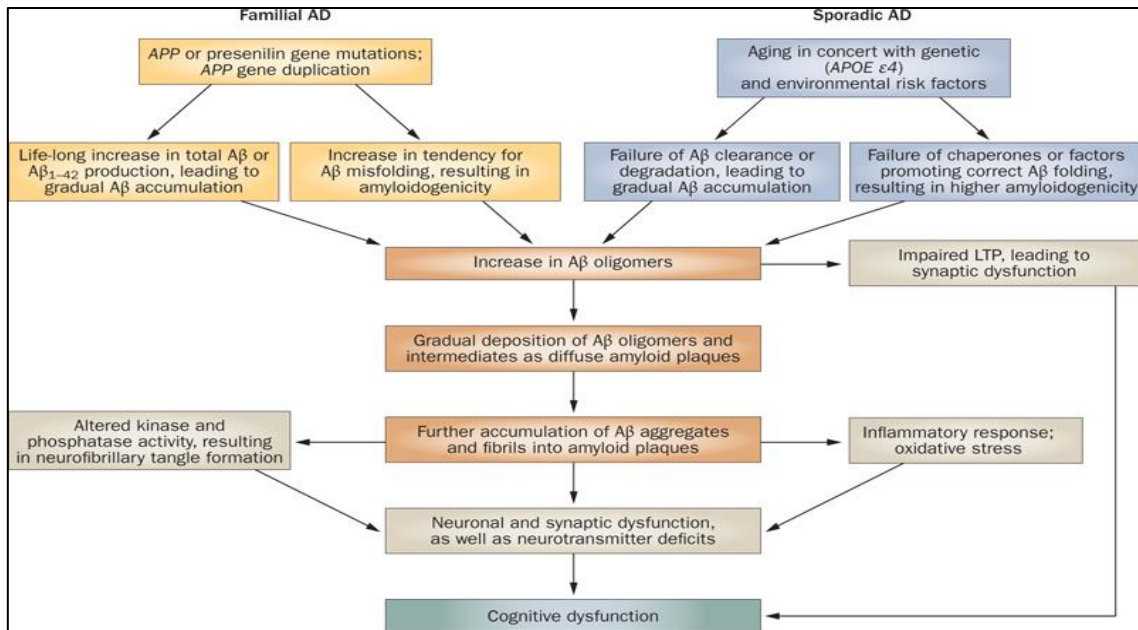 Familial AD
Sporadic AD
APP or presenilin gene mutations;
APP gene duplication
Aging in concert with genetic
(APOE ε4)
and environmental risk factors
Life-long increase in total Aβ or
Aβ1–42 production, leading to
gradual Aβ accumulation
Increase in tendency for
Aβ misfolding, resulting in
amyloidogenicity
Failure of Aβ clearance or
degradation, leading to
gradual Aβ accumulation
Failure of chaperones or factors
promoting correct Aβ folding,
resulting in higher amyloidogenicity
Increase in Aβ oligomers
Impaired LTP, leading to
synaptic dysfunction
Gradual deposition of Aβ oligomers and
intermediates as diffuse amyloid plaques
Altered kinase and
phosphatase activity, resulting
in neurofibrillary tangle formation
Further accumulation of Aβ aggregates
and fibrils into amyloid plaques
Inflammatory response;
oxidative stress
Neuronal and synaptic dysfunction,
as well as neurotransmitter deficits
Cognitive dysfunction